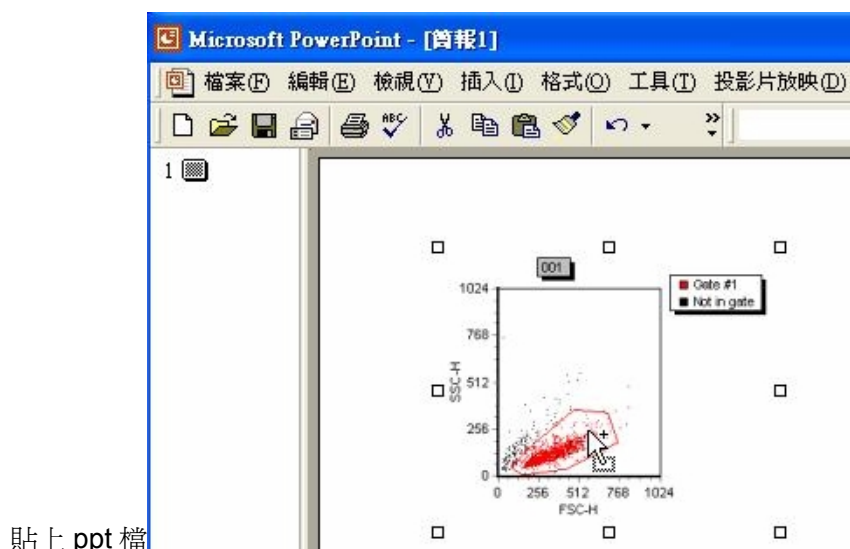 Microsoft PowerPoint - [簡報1]
檔案(F) 編輯(E) 檢視(V) 插入(I) 格式(O) 工具(T) 投影片放映(D)
ABC
1
001
Gate #1
Not in gate
1024
768
512
256
0
SSC-H
0 256 512 768 1024
FSC-H
貼上 ppt 檔